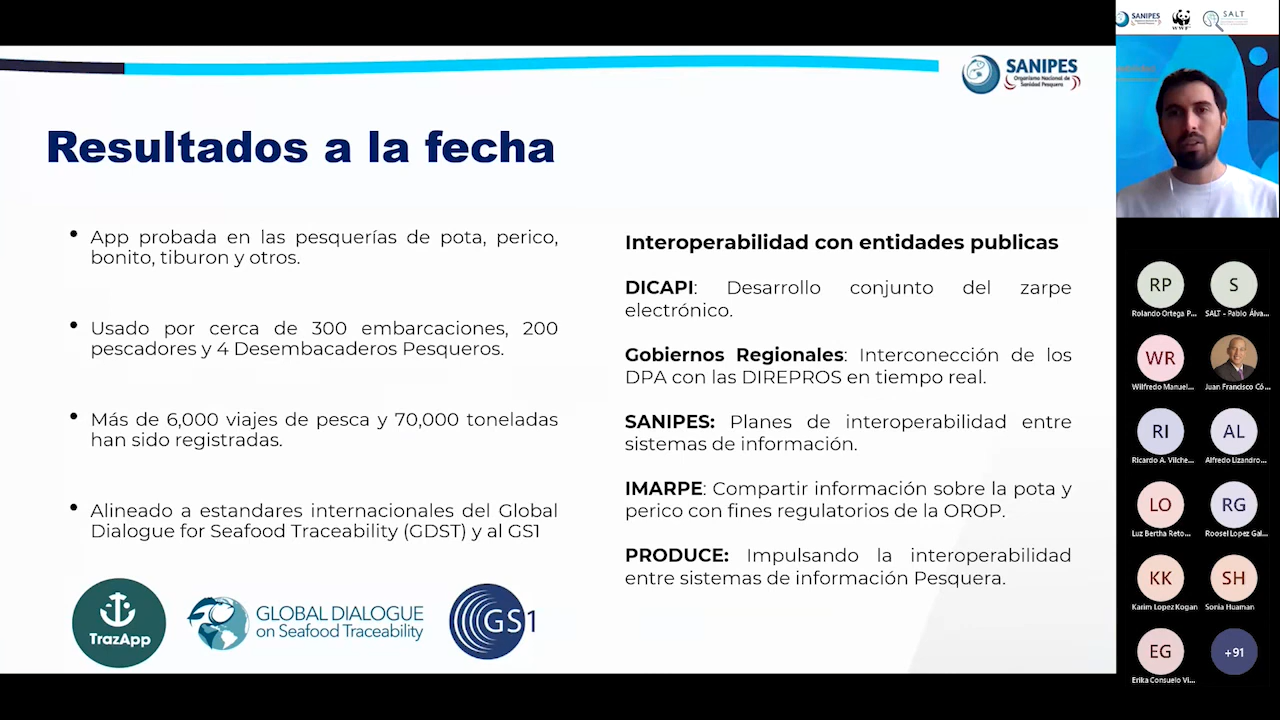 SANIPES
Organismo Nacional de
Sanidad Pesquera
Resultados a la fecha
• App probada en las pesquerías de pota, perico,
bonito, tiburon y otros.
• Usado por cerca de 300 embarcaciones, 200
pescadores y 4 Desembacaderos Pesqueros.
• Más de 6,000 viajes de pesca y 70,000 toneladas
han sido registradas.
• Alineado a estandares internacionales del Global
Dialogue for Seafood Traceability (GDST) y al GS1
TrazApp
GLOBAL DIALOGUE
on Seafood Traceability
GS1
Interoperabilidad con entidades publicas
DICAPI: Desarrollo conjunto del zarpe
electrónico.
Gobiernos Regionales: Interconección de los
DPA con las DIREPROS en tiempo real.
SANIPES: Planes de interoperabilidad entre
sistemas de información.
IMARPE: Compartir información sobre la pota y
perico con fines regulatorios de la OROP.
PRODUCE: Impulsando la interoperabilidad
entre sistemas de información Pesquera.
SANIPES
WWF
SALT
RP
Rolando Ortega P...
S
SALT - Pablo Álva...
WR
Wilfredo Manuel...
Juan Francisco Có...
RI
Ricardo A. Vilche...
AL
Alfredo Lizandro...
LO
Luz Bertha Reto...
RG
Roosel Lopez Gal...
KK
Karim Lopez Kogan
SH
Sonia Huaman
EG
Erika Consuelo Vi...
+91